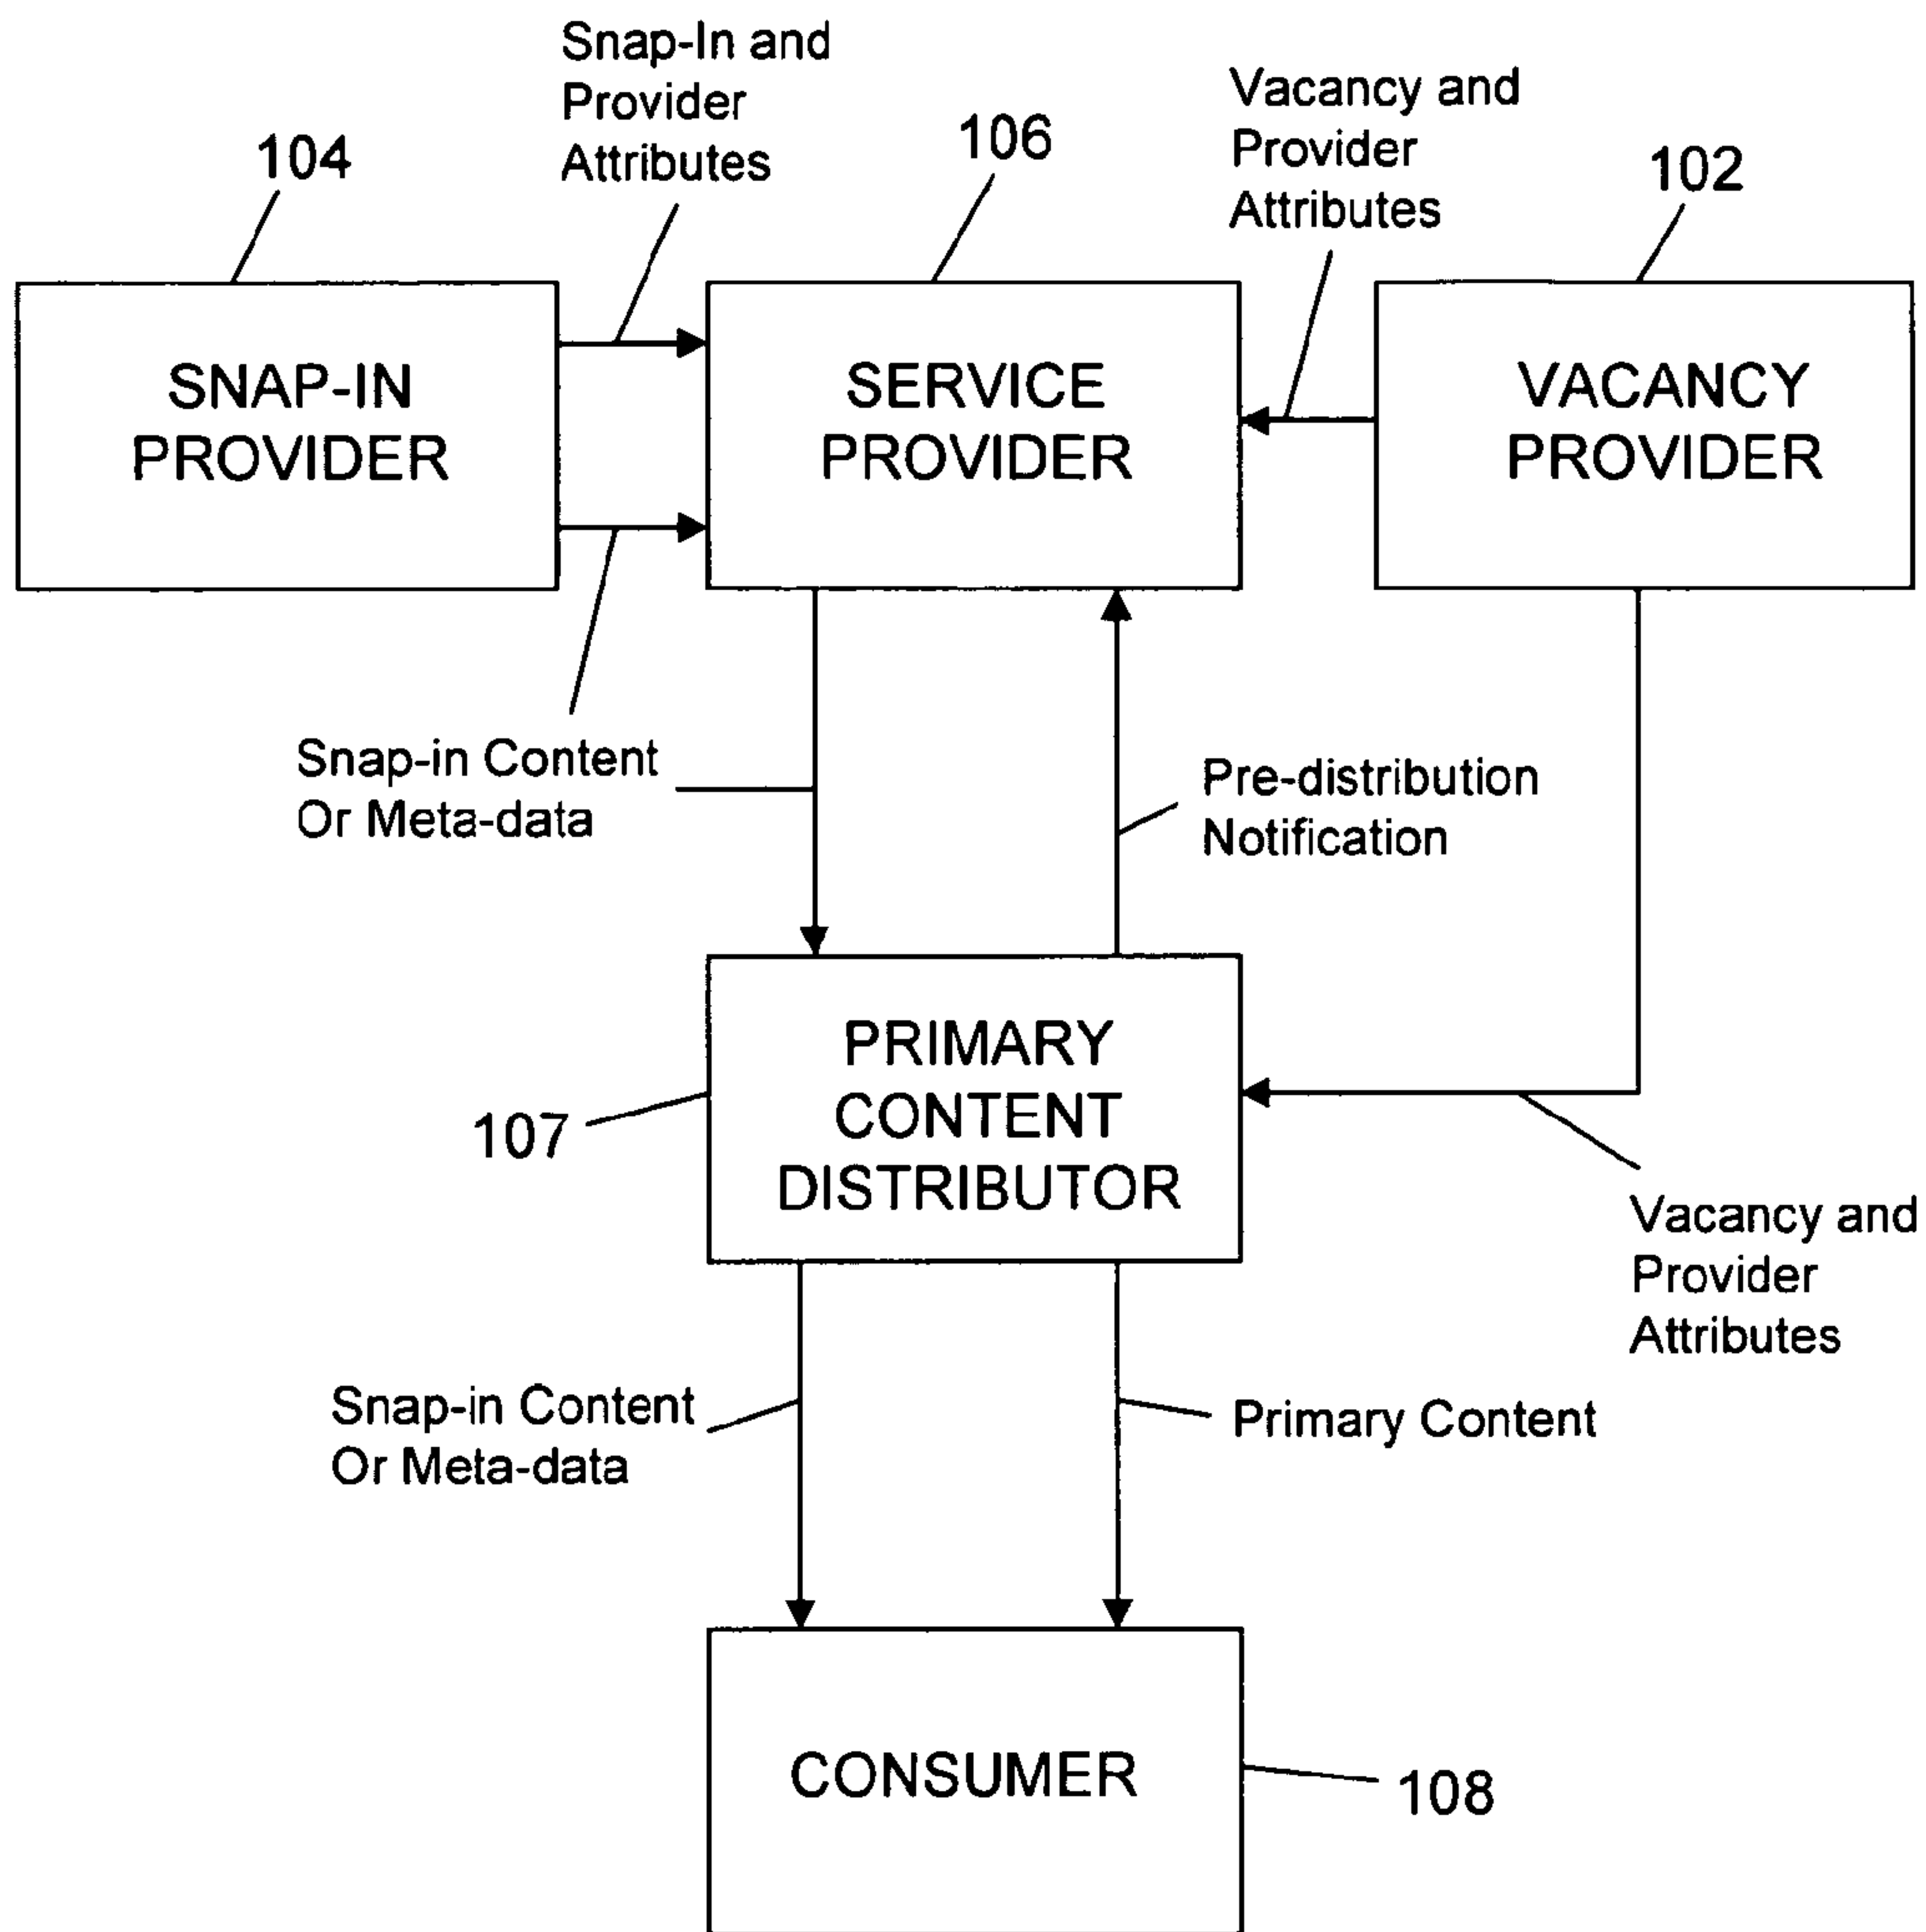 Snap-In and
Provider
Attributes
Vacancy and
Provider
Attributes
104
106
102
SNAP-IN
PROVIDER
SERVICE
PROVIDER
VACANCY
PROVIDER
Snap-in Content
Or Meta-data
Pre-distribution
Notification
PRIMARY
CONTENT
DISTRIBUTOR
107
Vacancy and
Provider
Attributes
Snap-in Content
Or Meta-data
Primary Content
CONSUMER
108